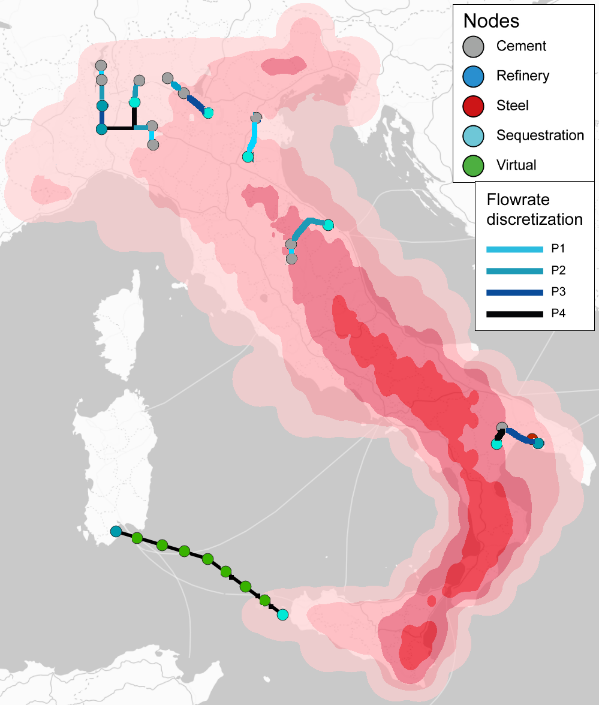 Nodes
Cement
Refinery
Steel
Sequestration
Virtual
Flowrate
discretization
P1
P2
P3
P4